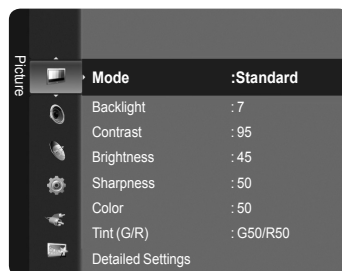 Picture
Mode :Standard
Backlight : 7
Contrast : 95
Brightness : 45
Sharpness : 50
Color : 50
Tint (G/R) : G50/R50
Detailed Settings